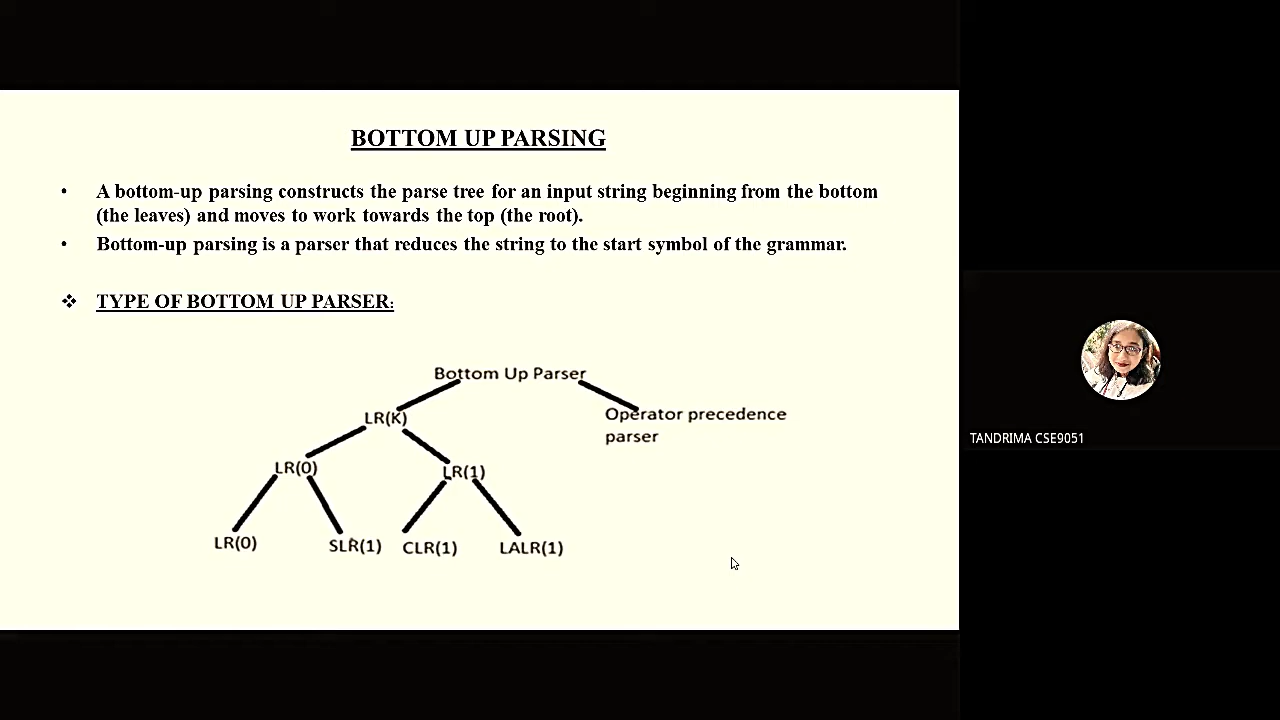 BOTTOM UP PARSING
• A bottom-up parsing constructs the parse tree for an input string beginning from the bottom
(the leaves) and moves to work towards the top (the root).
• Bottom-up parsing is a parser that reduces the string to the start symbol of the grammar.
❖ TYPE OF BOTTOM UP PARSER:
Bottom Up Parser
LR(K)
Operator precedence
parser
LR(0)
LR(1)
LR(0)
SLR(1)
CLR(1)
LALR(1)
TANDRIMA CSE9051